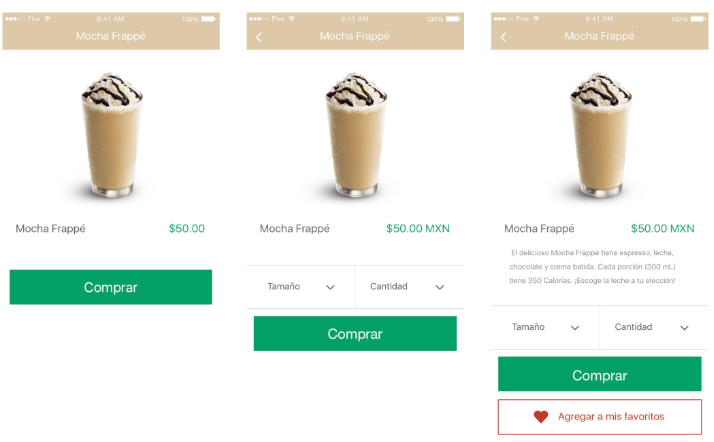 ●●●○○ Five 9:41 AM 100%
Mocha Frappé
Mocha Frappé $50.00
Comprar
●●●○○ Five 9:41 AM 100%
Mocha Frappé
Mocha Frappé $50.00 MXN
Tamaño Cantidad
Comprar
●●●○○ Five 9:41 AM 100%
Mocha Frappé
Mocha Frappé $50.00 MXN
El delicioso Mocha Frappé tiene espresso, leche,
chocolate y crema batida. Cada porción (300 mL)
tiene 350 Calorías. ¡Escoge la leche a tu elección!
Tamaño Cantidad
Comprar
Agregar a mis favoritos